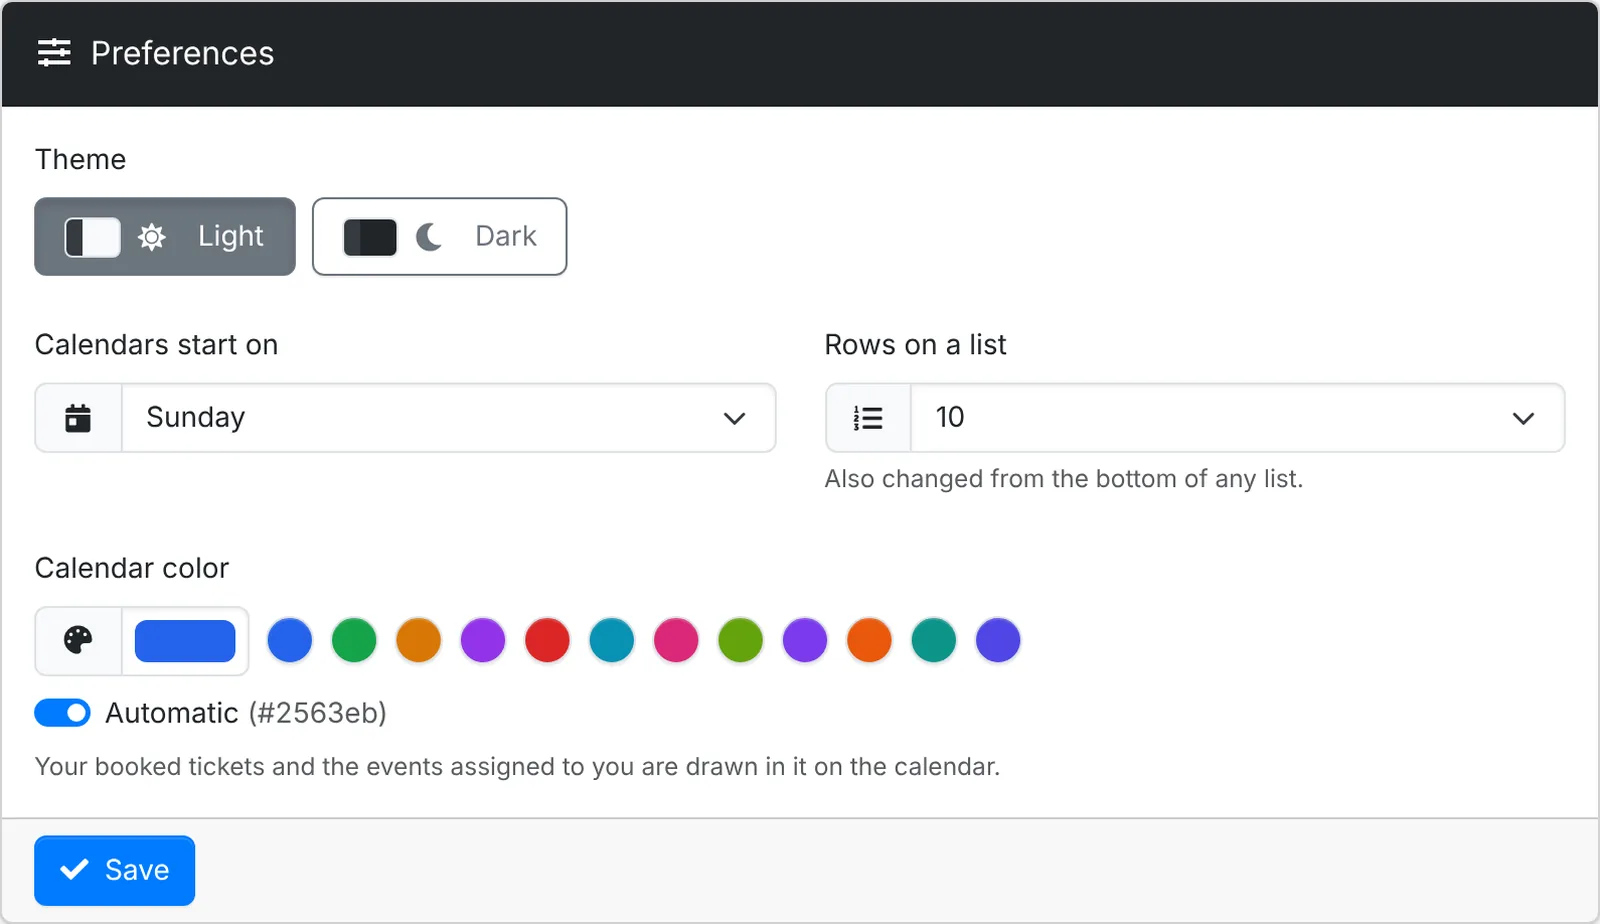 Preferences
Theme
Light
Dark
Calendars start on
Sunday
Rows on a list
10
Also changed from the bottom of any list.
Calendar color
Automatic (#2563eb)
Your booked tickets and the events assigned to you are drawn in it on the calendar.
Save